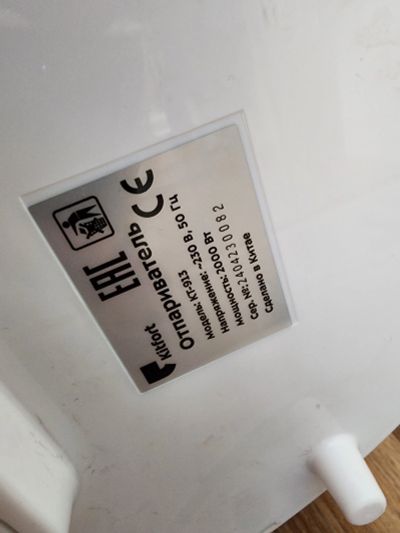 Kitfort
EAC
Отпариватель
CE
Модель: КТ-913
Напряжение: ~230 В, 50 Гц
Мощность: 2000 Вт
Сер. №: 2404230082
Сделано в Китае